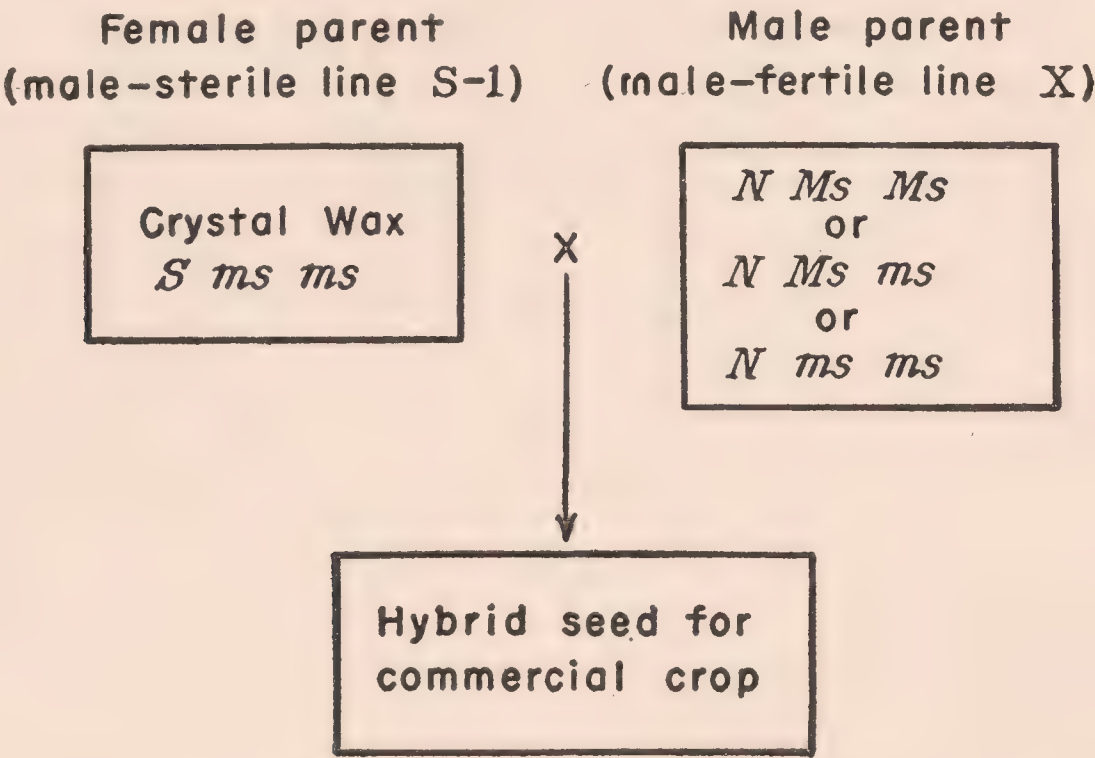 Female parent
(male-sterile line S-1)
Male parent
(male-fertile line X)
Crystal Wax
S ms ms
X
N Ms Ms
or
N Ms ms
or
N ms ms
Hybrid seed for
commercial crop